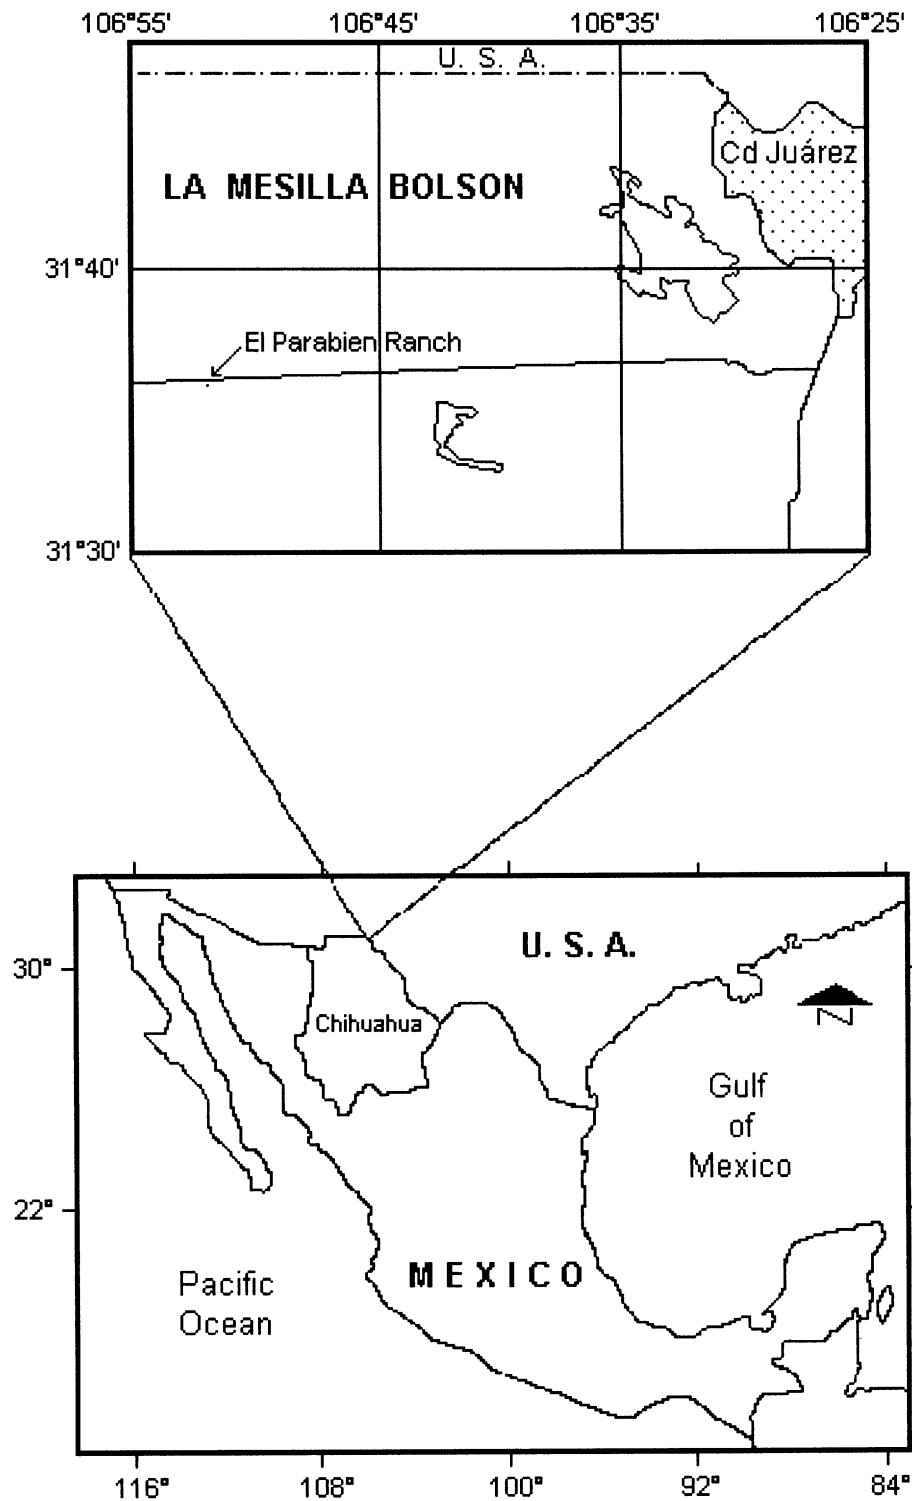 106°55' 106°45' 106°35' 106°25'
U. S. A.
Cd Juárez
LA MESILLA BOLSON
31°40'
El Parabien Ranch
31°30'
U. S. A.
30°
N
Chihuahua
Gulf
of
Mexico
22°
MEXICO
Pacific
Ocean
116° 108° 100° 92° 84°